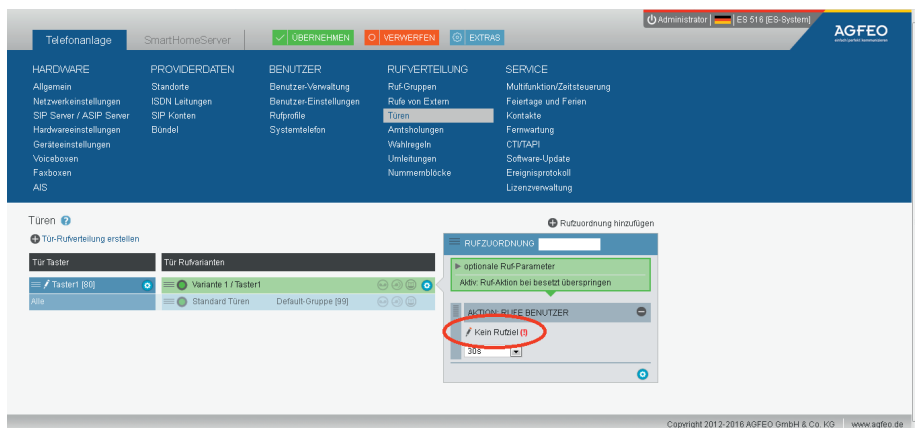 Administrator
ES 516 [ES-System]
AGFEO
Telefonanlage
SmartHomeServer
ÜBERNEHMEN
VERWERFEN
EXTRAS
HARDWARE
Allgemein
Netzwerkeinstellungen
SIP Server / ASIP Server
Hardwareeinstellungen
Geräteeinstellungen
Voiceboxen
Faxboxen
AIS
PROVIDERDATEN
Standorte
ISDN Leitungen
SIP Konten
Bündel
BENUTZER
Benutzer-Verwaltung
Benutzer-Einstellungen
Rufprofile
Systemtelefon
RUFVERTEILUNG
Ruf-Gruppen
Rufe von Extern
Türen
Amtsholungen
Wahlregeln
Umleitungen
Nummernblöcke
SERVICE
Multifunktion/Zeitsteuerung
Feiertage und Ferien
Kontakte
Fernwartung
CTI/TAPI
Software-Update
Ereignisprotokoll
Lizenzverwaltung
Türen ?
Tür-Rufverteilung erstellen
Rufzuordnung hinzufügen
Tür Taster
Taster1 [80]
Alle
Tür Rufvarianten
Variante 1 / Taster1
Standard Türen Default-Gruppe [99]
RUFZUORDNUNG
optionale Ruf-Parameter
Aktiv: Ruf-Aktion bei besetzt überspringen
AKTION: RUFE BENUTZER
Kein Rufziel (!)
30s
Copyright 2012-2016 AGFEO GmbH & Co. KG
www.agfeo.de